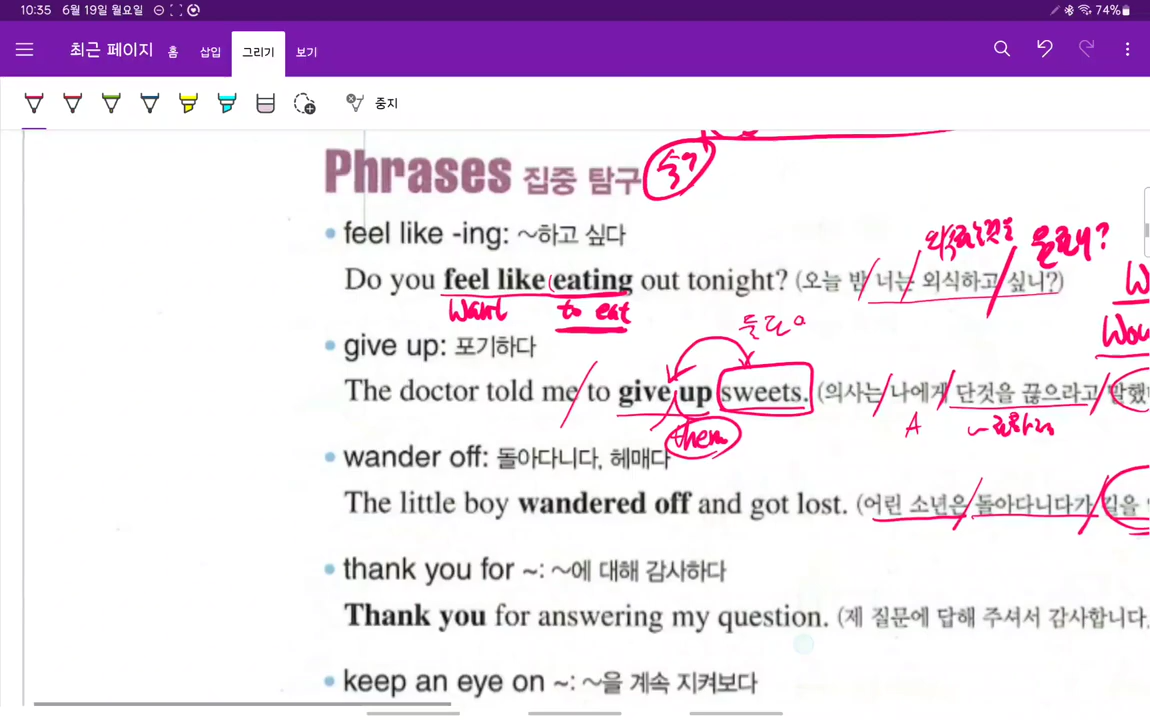 10:35 6월 19일 월요일 74%
최근 페이지 홈 삽입 그리기 보기
중지
Phrases 집중 탐구 숙어
feel like -ing: ~하고 싶다
외식하는것을 을래?
Do you feel like eating out tonight? (오늘 밤 너는 외식하고 싶니?)
want to eat
give up: 포기하다
둘 다 O
The doctor told me to give up sweets. (의사는 나에게 단것을 끊으라고 말했
them A
wander off: 돌아다니다, 헤매다
The little boy wandered off and got lost. (어린 소년은 돌아다니다가 길을
thank you for ~: ~에 대해 감사하다
Thank you for answering my question. (제 질문에 답해 주셔서 감사합니다.
keep an eye on ~: ~을 계속 지켜보다